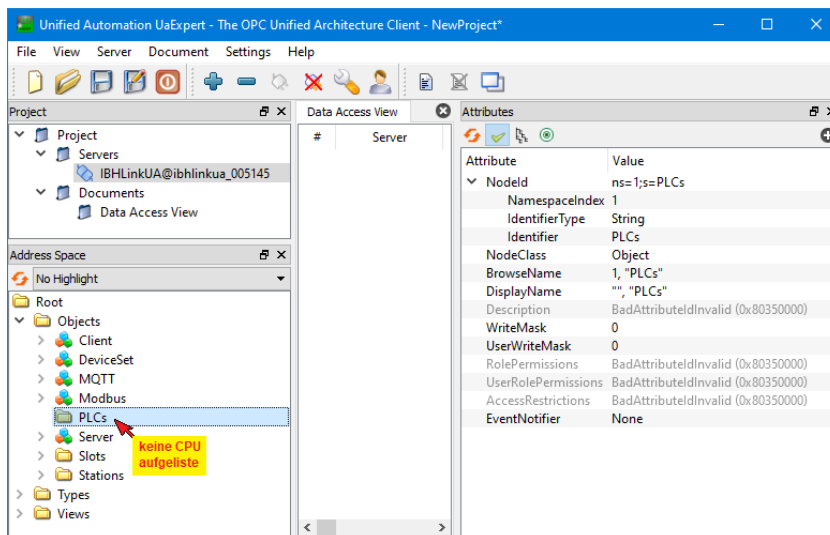 Unified Automation UaExpert - The OPC Unified Architecture Client - NewProject*
File View Server Document Settings Help
Project
Project
Servers
IBHLinkUA@ibhlinkua_005145
Documents
Data Access View
Address Space
No Highlight
Root
Objects
Client
DeviceSet
MQTT
Modbus
PLCs
Server
Slots
Stations
Types
Views
keine CPU
aufgeliste
Data Access View
# Server
Attributes
Attribute Value
NodeId ns=1;s=PLCs
NamespaceIndex 1
IdentifierType String
Identifier PLCs
NodeClass Object
BrowseName 1, "PLCs"
DisplayName "", "PLCs"
Description BadAttributeIdInvalid (0x80350000)
WriteMask 0
UserWriteMask 0
RolePermissions BadAttributeIdInvalid (0x80350000)
UserRolePermissions BadAttributeIdInvalid (0x80350000)
AccessRestrictions BadAttributeIdInvalid (0x80350000)
EventNotifier None